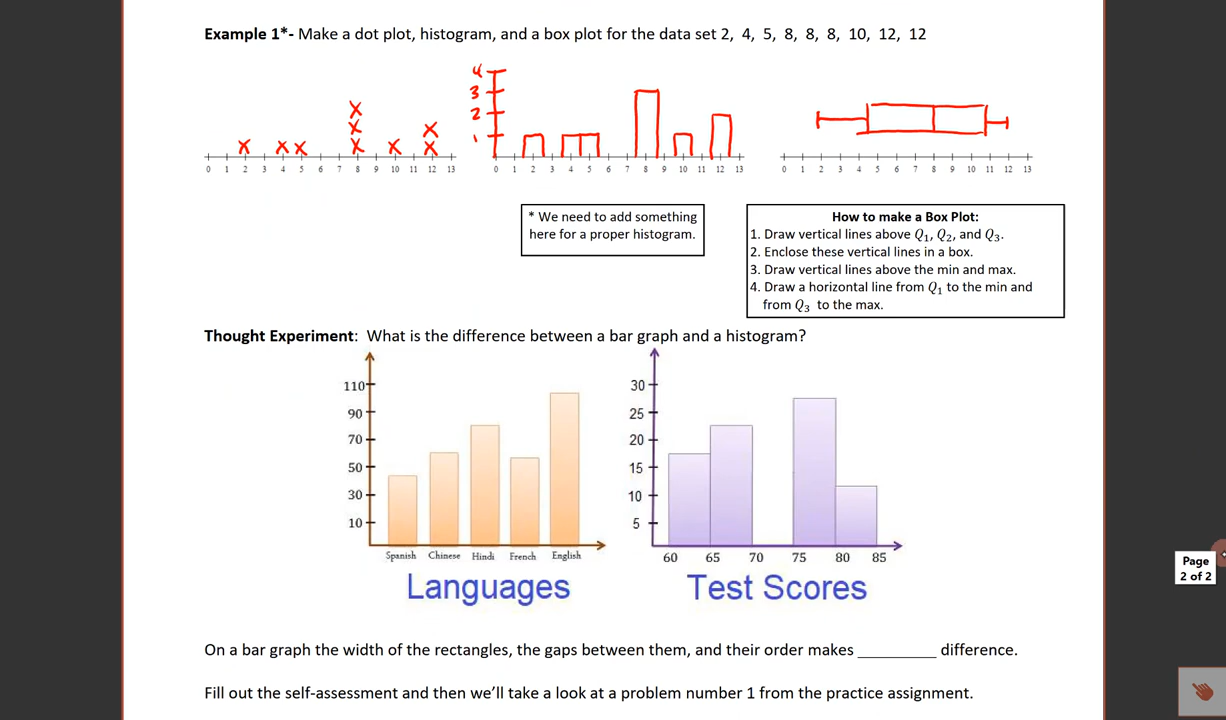 Example 1*- Make a dot plot, histogram, and a box plot for the data set 2, 4, 5, 8, 8, 8, 10, 12, 12
4
3
2
1
X
X X
X X X X X X
0 1 2 3 4 5 6 7 8 9 10 11 12 13
0 1 2 3 4 5 6 7 8 9 10 11 12 13
0 1 2 3 4 5 6 7 8 9 10 11 12 13
* We need to add something
here for a proper histogram.
How to make a Box Plot:
1. Draw vertical lines above Q₁, Q₂, and Q₃.
2. Enclose these vertical lines in a box.
3. Draw vertical lines above the min and max.
4. Draw a horizontal line from Q₁ to the min and
from Q₃ to the max.
Thought Experiment: What is the difference between a bar graph and a histogram?
110
90
70
50
30
10
Spanish Chinese Hindi French English
Languages
30
25
20
15
10
5
60 65 70 75 80 85
Test Scores
Page
2 of 2
On a bar graph the width of the rectangles, the gaps between them, and their order makes _________ difference.
Fill out the self-assessment and then we'll take a look at a problem number 1 from the practice assignment.